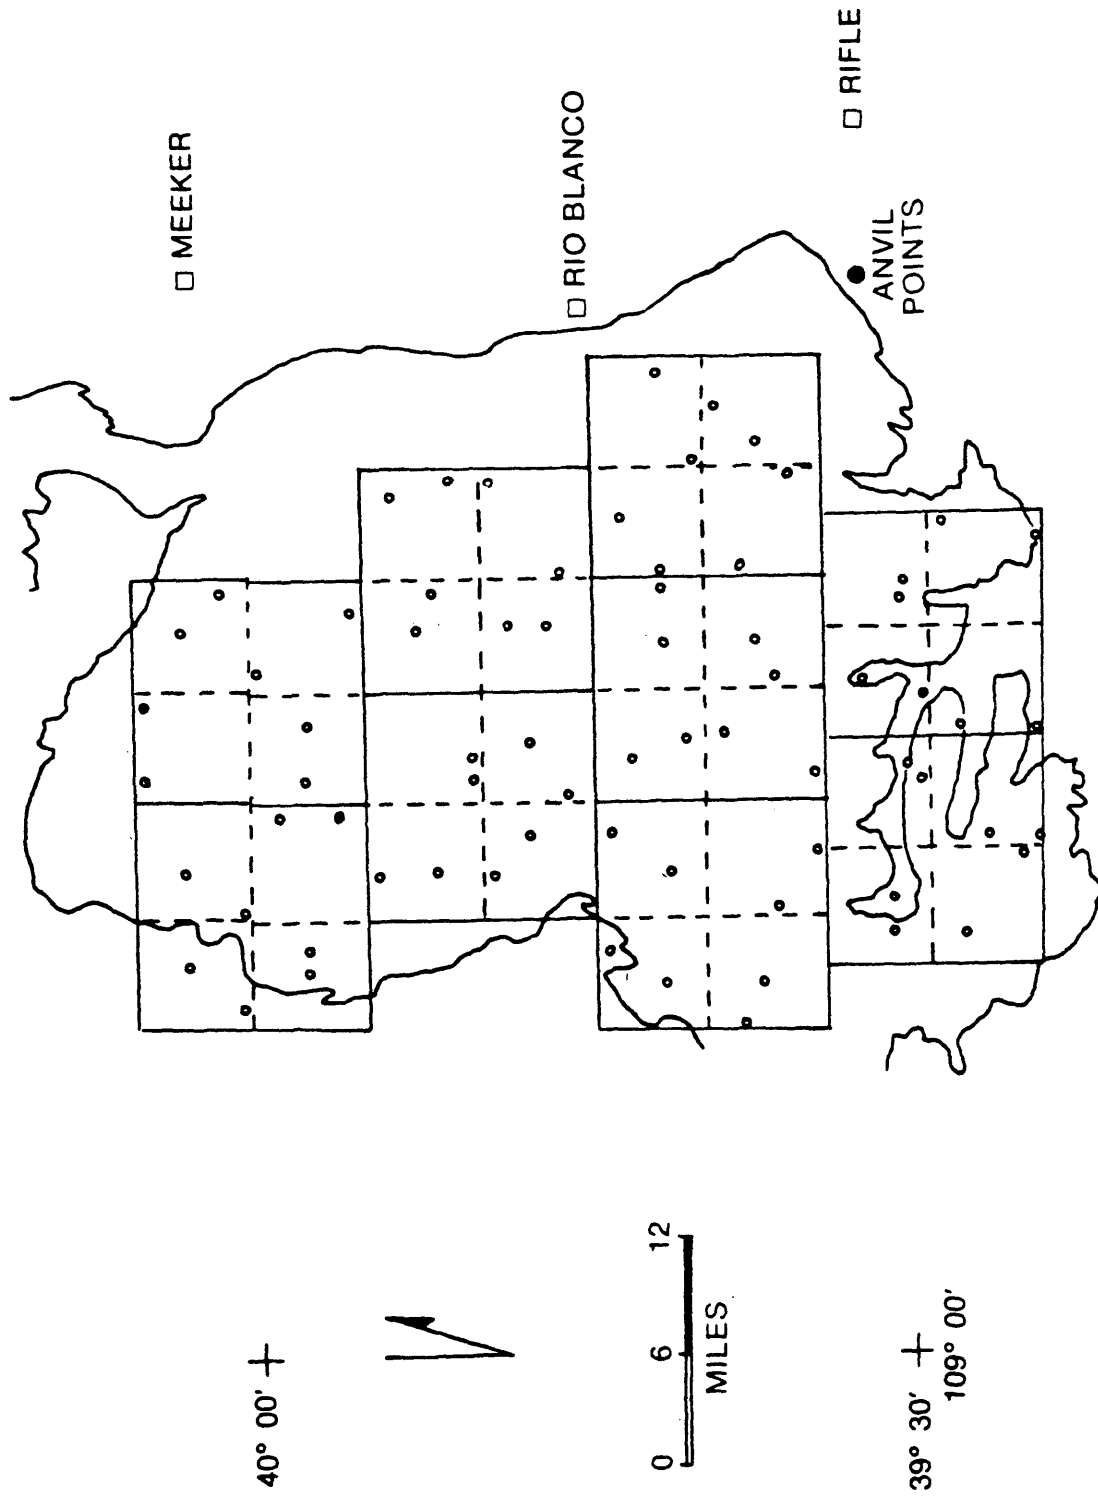 □ MEEKER
□ RIO BLANCO
□ RIFLE
ANVIL
POINTS
40° 00'
0 6 12
MILES
39° 30'
109° 00'